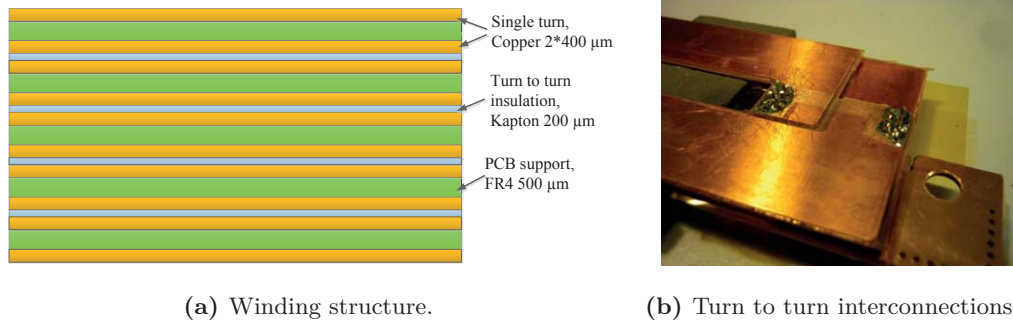 Single turn,
Copper 2*400 µm
Turn to turn
insulation,
Kapton 200 µm
PCB support,
FR4 500 µm
(a) Winding structure.
(b) Turn to turn interconnections